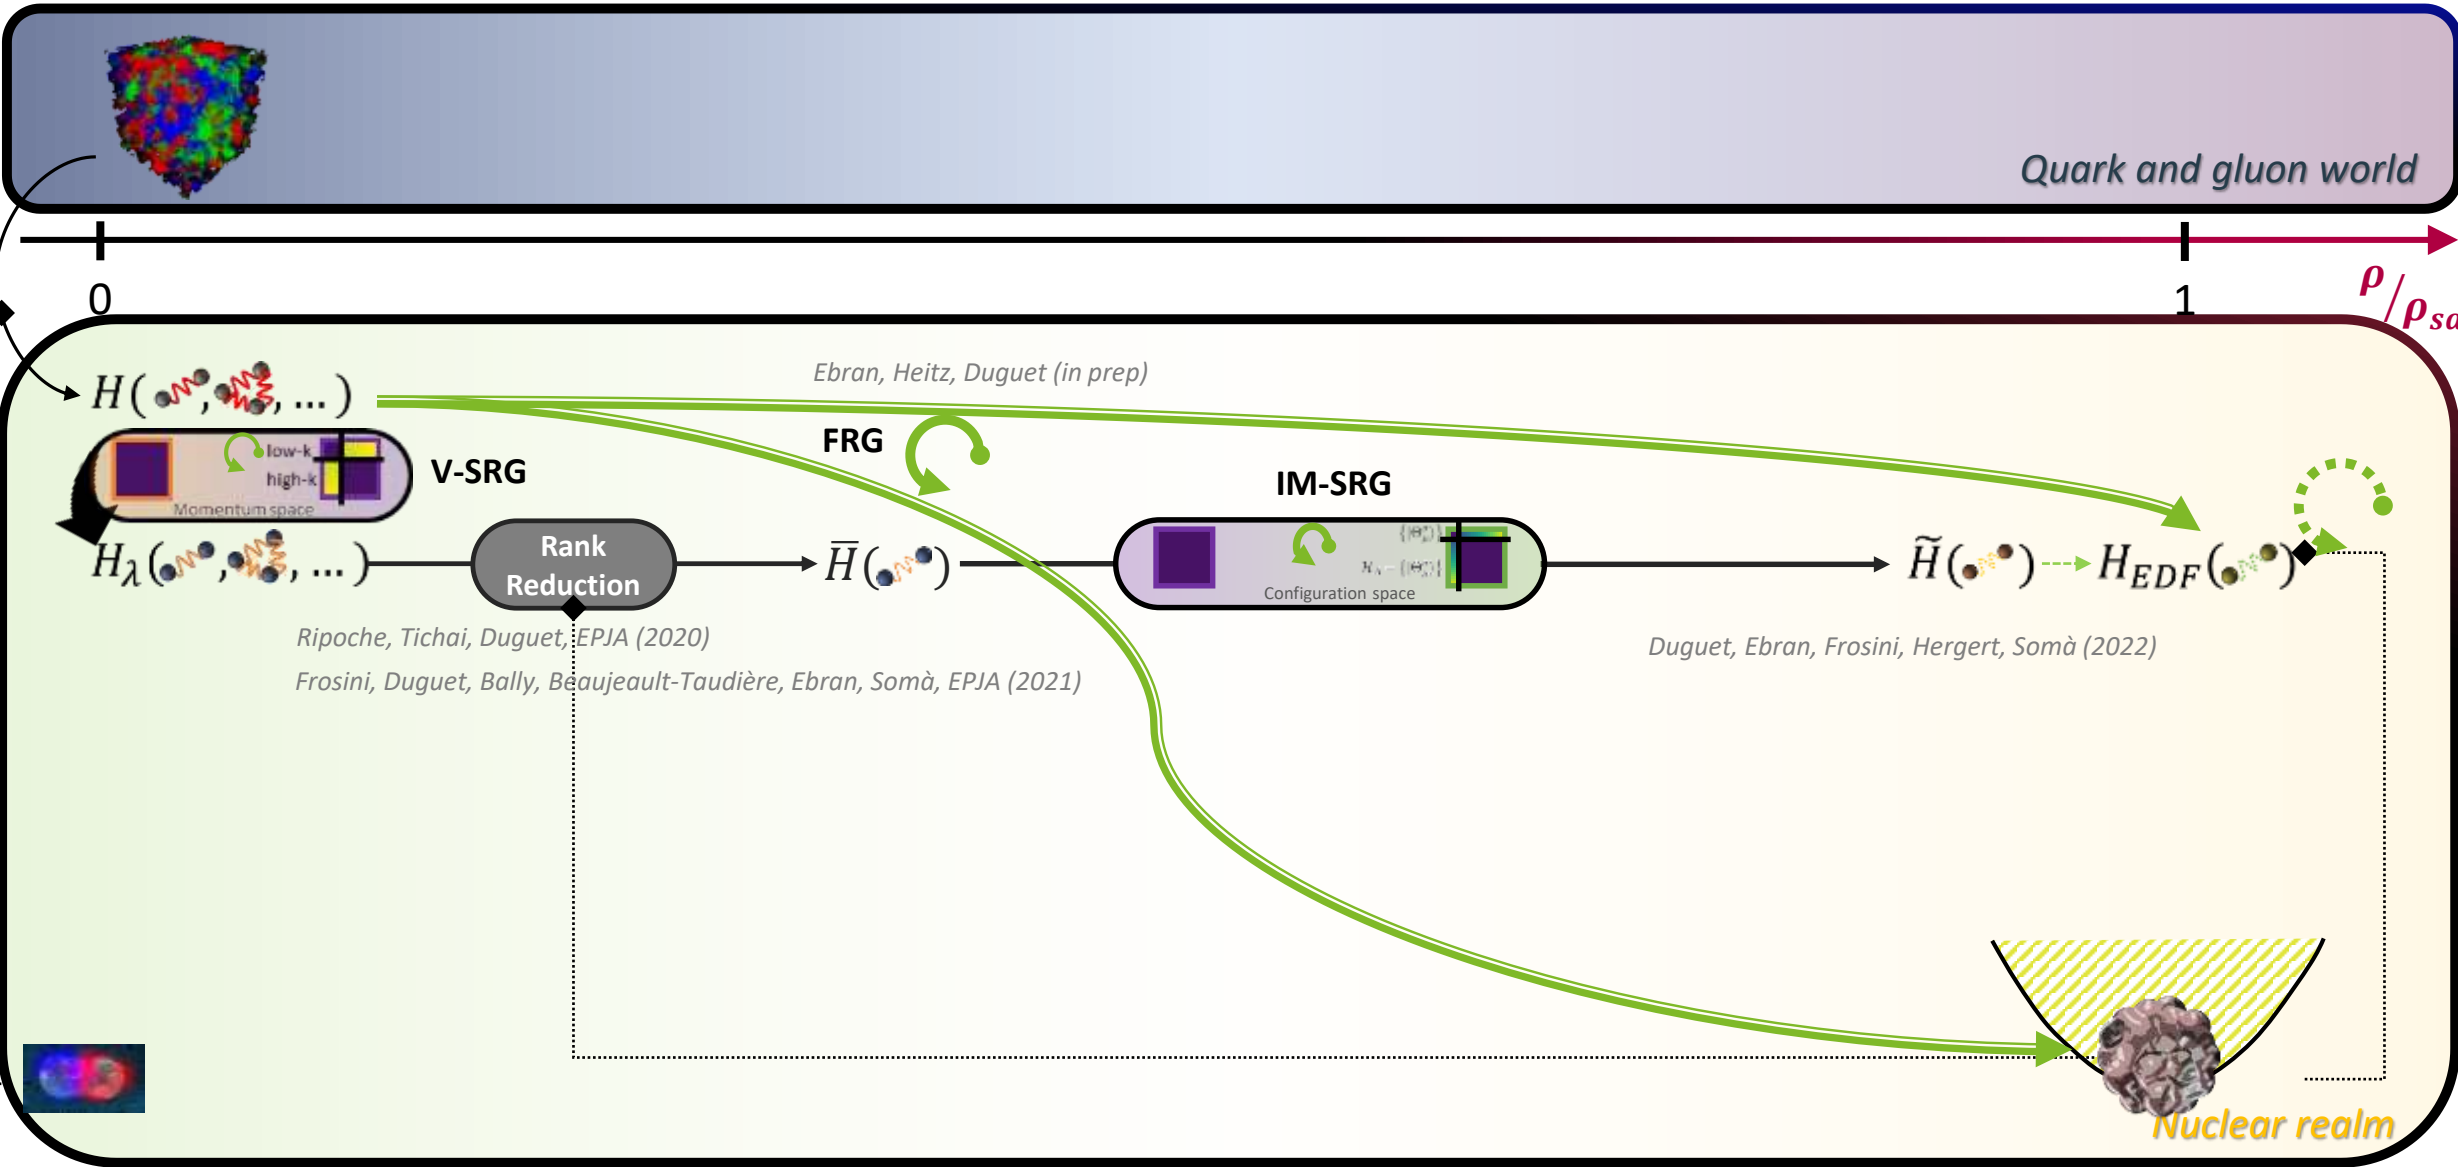 Quark and gluon world
0
1
ρ/ρsa
H( , , ...)
Ebran, Heitz, Duguet (in prep)
FRG
low-k
high-k
Momentum space
V-SRG
IM-SRG
Configuration space
Hλ( , , ...)
Rank
Reduction
H̅( )
H̃( )
HEDF( )
Ripoche, Tichai, Duguet, EPJA (2020)
Duguet, Ebran, Frosini, Hergert, Somà (2022)
Frosini, Duguet, Bally, Beaujeault-Taudière, Ebran, Somà, EPJA (2021)
Nuclear realm